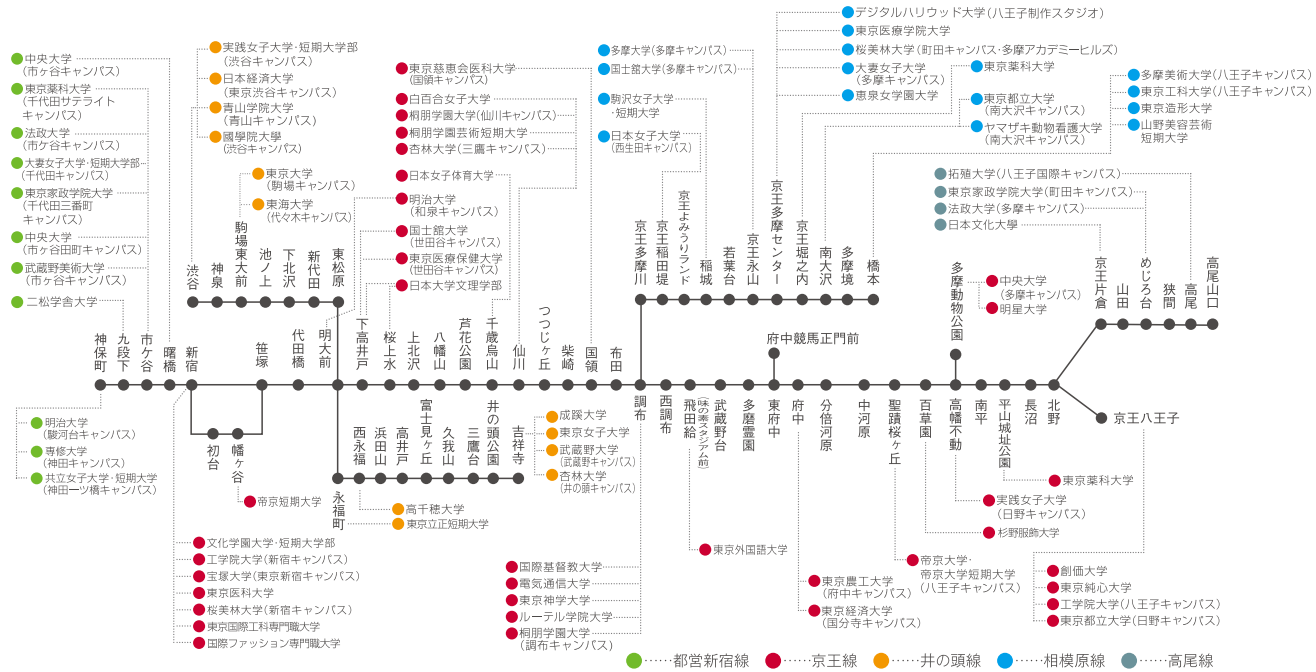 中央大学
(市ヶ谷キャンパス)
東京薬科大学
(千代田サテライト
キャンパス)
法政大学
(市ケ谷キャンパス)
大妻女子大学・短期大学部
(千代田キャンパス)
東京家政学院大学
(千代田三番町
キャンパス)
中央大学
(市ヶ谷田町キャンパス)
武蔵野美術大学
(市ヶ谷キャンパス)
二松学舎大学
実践女子大学・短期大学部
(渋谷キャンパス)
日本経済大学
(東京渋谷キャンパス)
青山学院大学
(青山キャンパス)
國學院大學
(渋谷キャンパス)
東京大学
(駒場キャンパス)
東海大学
(代々木キャンパス)
東京慈恵会医科大学
(国領キャンパス)
白百合女子大学
桐朋学園大学(仙川キャンパス)
桐朋学園芸術短期大学
杏林大学(三鷹キャンパス)
日本女子体育大学
明治大学
(和泉キャンパス)
国士舘大学
(世田谷キャンパス)
東京医療保健大学
(世田谷キャンパス)
日本大学文理学部
多摩大学(多摩キャンパス)
国士舘大学(多摩キャンパス)
駒沢女子大学
・短期大学
日本女子大学
(西生田キャンパス)
デジタルハリウッド大学(八王子制作スタジオ)
東京医療学院大学
桜美林大学(町田キャンパス・多摩アカデミーヒルズ)
大妻女子大学
(多摩キャンパス)
恵泉女学園大学
東京薬科大学
東京都立大学
(南大沢キャンパス)
ヤマザキ動物看護大学
(南大沢キャンパス)
多摩美術大学(八王子キャンパス)
東京工科大学(八王子キャンパス)
東京造形大学
山野美容芸術
短期大学
拓殖大学(八王子国際キャンパス)
東京家政学院大学(町田キャンパス)
法政大学(多摩キャンパス)
日本文化大學
中央大学
(多摩キャンパス)
明星大学
渋谷
神泉
駒場東大前
池ノ上
下北沢
新代田
東松原
京王多摩川
京王稲田堤
京王よみうりランド
稲城
若葉台
京王永山
京王多摩センター
京王堀之内
南大沢
多摩境
橋本
多摩動物公園
京王片倉
山田
めじろ台
狭間
高尾
高尾山口
府中競馬正門前
神保町
九段下
市ケ谷
曙橋
新宿
笹塚
代田橋
明大前
下高井戸
桜上水
上北沢
八幡山
芦花公園
千歳烏山
仙川
つつじヶ丘
柴崎
国領
布田
調布
西調布
飛田給
(味の素スタジアム前)
武蔵野台
多磨霊園
東府中
府中
分倍河原
中河原
聖蹟桜ヶ丘
百草園
高幡不動
南平
平山城址公園
長沼
北野
京王八王子
初台
幡ヶ谷
永福町
西永福
浜田山
高井戸
富士見ヶ丘
久我山
三鷹台
井の頭公園
吉祥寺
明治大学
(駿河台キャンパス)
専修大学
(神田キャンパス)
共立女子大学・短期大学
(神田一ツ橋キャンパス)
帝京短期大学
文化学園大学・短期大学部
工学院大学(新宿キャンパス)
宝塚大学(東京新宿キャンパス)
東京医科大学
桜美林大学(新宿キャンパス)
東京国際工科専門職大学
国際ファッション専門職大学
高千穂大学
東京立正短期大学
成蹊大学
東京女子大学
武蔵野大学
(武蔵野キャンパス)
杏林大学
(井の頭キャンパス)
国際基督教大学
電気通信大学
東京神学大学
ルーテル学院大学
桐朋学園大学
(調布キャンパス)
東京外国語大学
東京農工大学
(府中キャンパス)
東京経済大学
(国分寺キャンパス)
帝京大学・
帝京大学短期大学
(八王子キャンパス)
杉野服飾大学
実践女子大学
(日野キャンパス)
東京薬科大学
創価大学
東京純心大学
工学院大学(八王子キャンパス)
東京都立大学(日野キャンパス)
都営新宿線
京王線
井の頭線
相模原線
高尾線